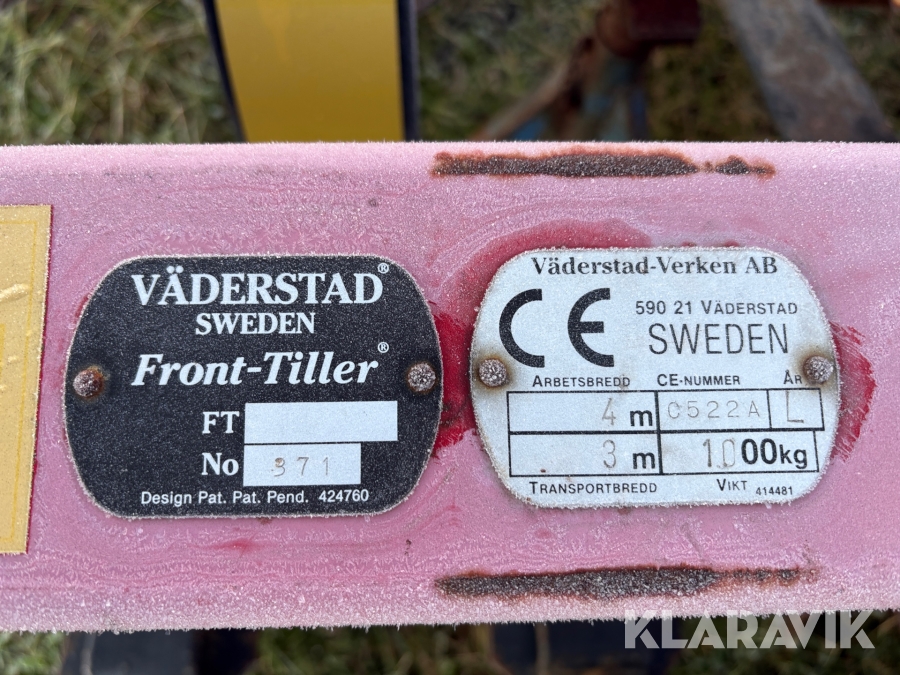 VÄDERSTAD®
SWEDEN
Front-Tiller®
FT
No 371
Design Pat. Pat. Pend. 424760
Väderstad-Verken AB
CE 590 21 VÄDERSTAD
SWEDEN
ARBETSBREDD CE-NUMMER ÅR
4 m C522A L
3 m 1000kg
TRANSPORTBREDD VIKT 414481
KLARAVIK